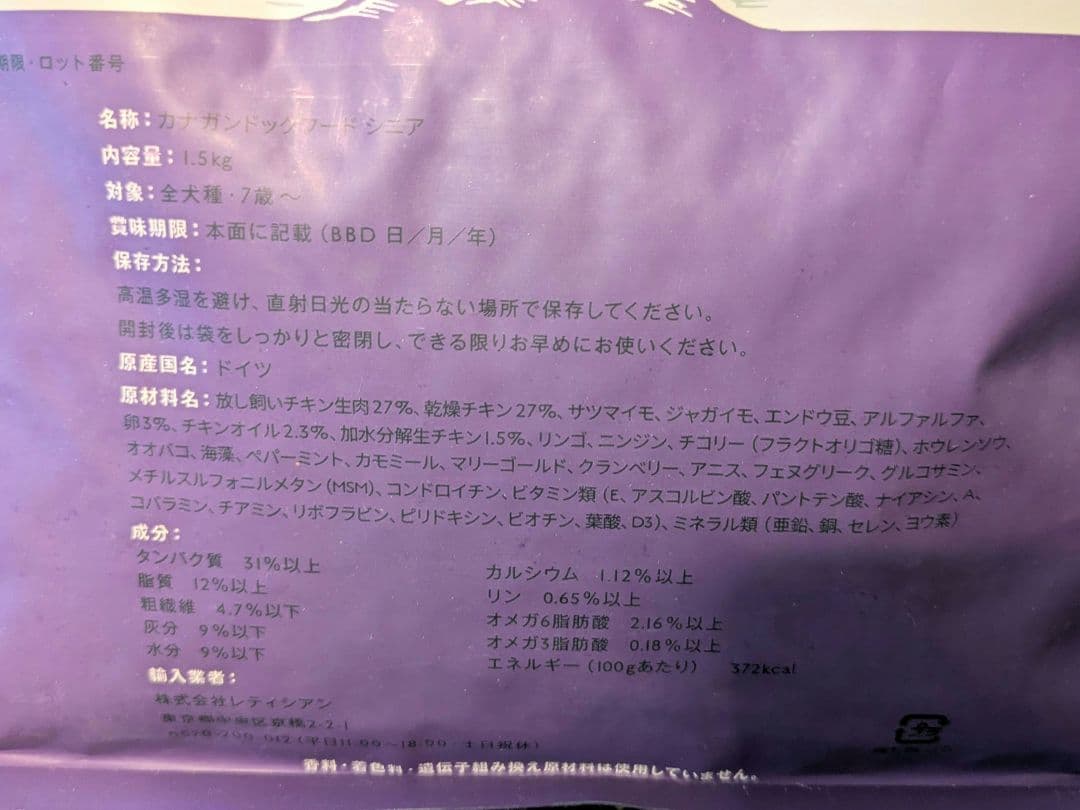 期限・ロット番号
名称：カナガンドックフード シニア
内容量：1.5kg
対象：全犬種・7歳～
賞味期限：本面に記載（BBD 日／月／年）
保存方法：
高温多湿を避け、直射日光の当たらない場所で保存してください。
開封後は袋をしっかりと密閉し、できる限りお早めにお使いください。
原産国名：ドイツ
原材料名：放し飼いチキン生肉27%、乾燥チキン27%、サツマイモ、ジャガイモ、エンドウ豆、アルファルファ、
卵3%、チキンオイル2.3%、加水分解生チキン1.5%、リンゴ、ニンジン、チコリー（フラクトオリゴ糖）、ホウレンソウ、
オオバコ、海藻、ペパーミント、カモミール、マリーゴールド、クランベリー、アニス、フェヌグリーク、グルコサミン、
メチルスルフォニルメタン（MSM）、コンドロイチン、ビタミン類（E、アスコルビン酸、パントテン酸、ナイアシン、A、
コバラミン、チアミン、リボフラビン、ピリドキシン、ビオチン、葉酸、D3）、ミネラル類（亜鉛、銅、セレン、ヨウ素）
成分：
タンパク質 31%以上
脂質 12%以上
粗繊維 4.7%以下
灰分 9%以下
水分 9%以下
カルシウム 1.12%以上
リン 0.65%以上
オメガ6脂肪酸 2.16%以上
オメガ3脂肪酸 0.18%以上
エネルギー（100gあたり） 372kcal
輸入業者：
株式会社レティシアン
東京都中央区京橋2-2-1
香料・着色料・遺伝子組み換え原材料は使用していません。